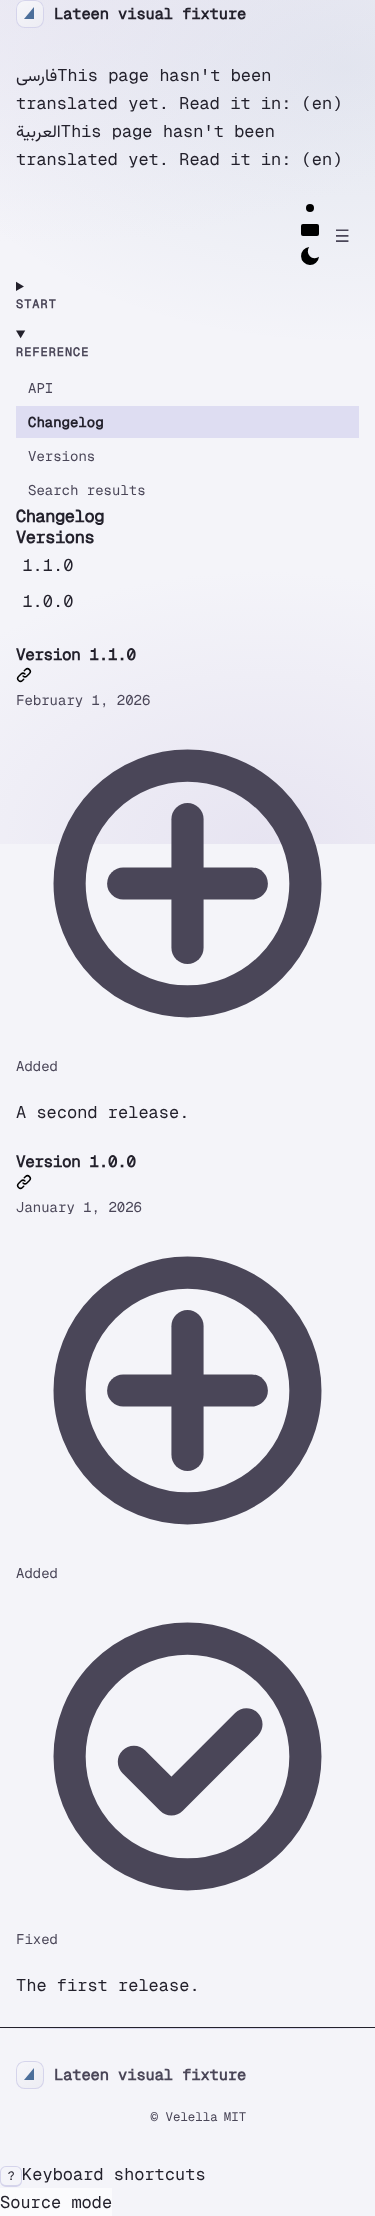 Lateen visual fixture
فارسیThis page hasn't been
translated yet. Read it in: (en)
العربيةThis page hasn't been
translated yet. Read it in: (en)
START
REFERENCE
API
Changelog
Versions
Search results
Changelog
Versions
1.1.0
1.0.0
Version 1.1.0
February 1, 2026
Added
A second release.
Version 1.0.0
January 1, 2026
Added
Fixed
The first release.
Lateen visual fixture
© Velella MIT
? Keyboard shortcuts
Source mode